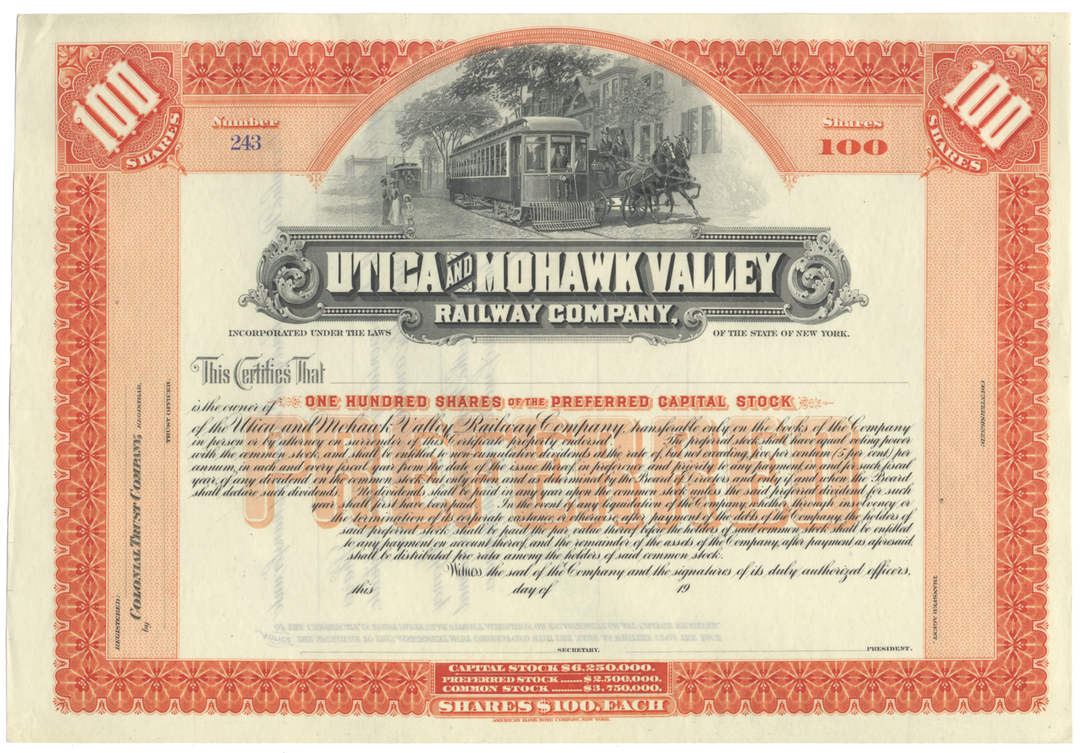 100 SHARES
100 SHARES
Number
243
Shares
100
UTICA AND MOHAWK VALLEY
RAILWAY COMPANY,
INCORPORATED UNDER THE LAWS OF THE STATE OF NEW YORK.
This Certifies That
is the owner of ONE HUNDRED SHARES OF THE PREFERRED CAPITAL STOCK
of the Utica and Mohawk Valley Railway Company, transferable only on the books of the Company
in person or by attorney on surrender of this Certificate properly endorsed. The preferred stock shall have equal voting power
with the common stock, and shall be entitled to non-cumulative dividends at the rate of, but not exceeding five per centum (5 per cent) per
annum, in each and every fiscal year from the date of the issue thereof, in preference and priority to any payment, in and for such fiscal
year, of any dividend on the common stock, but only at and as determined by the Board of Directors and only if and when the Board
shall declare such dividends. No dividends shall be paid in any year upon the common stock unless the said preferred dividend for such
year shall first have been paid. In the event of any liquidation of the Company, whether through insolvency or
the termination of its corporate existence, or otherwise, after payment of the debts of the Company, the holders of
said preferred stock shall be paid the par value thereof before the holders of said common stock shall be entitled
to any payment on account thereof, and the remainder of the assets of the Company, after payment as aforesaid,
shall be distributed pro rata among the holders of said common stock.
PREFERRED
Witness the seal of the Company and the signatures of its duly authorized officers,
this day of 19
SECRETARY.
PRESIDENT.
REGISTERED:
COLONIAL TRUST COMPANY, REGISTRAR.
by
TRUST OFFICER.
COUNTERSIGNED
TRANSFER AGENT.
CAPITAL STOCK $6,250,000.
PREFERRED STOCK ...... $2,500,000.
COMMON STOCK ......... $3,750,000.
SHARES $100. EACH
AMERICAN BANK NOTE COMPANY, NEW YORK.